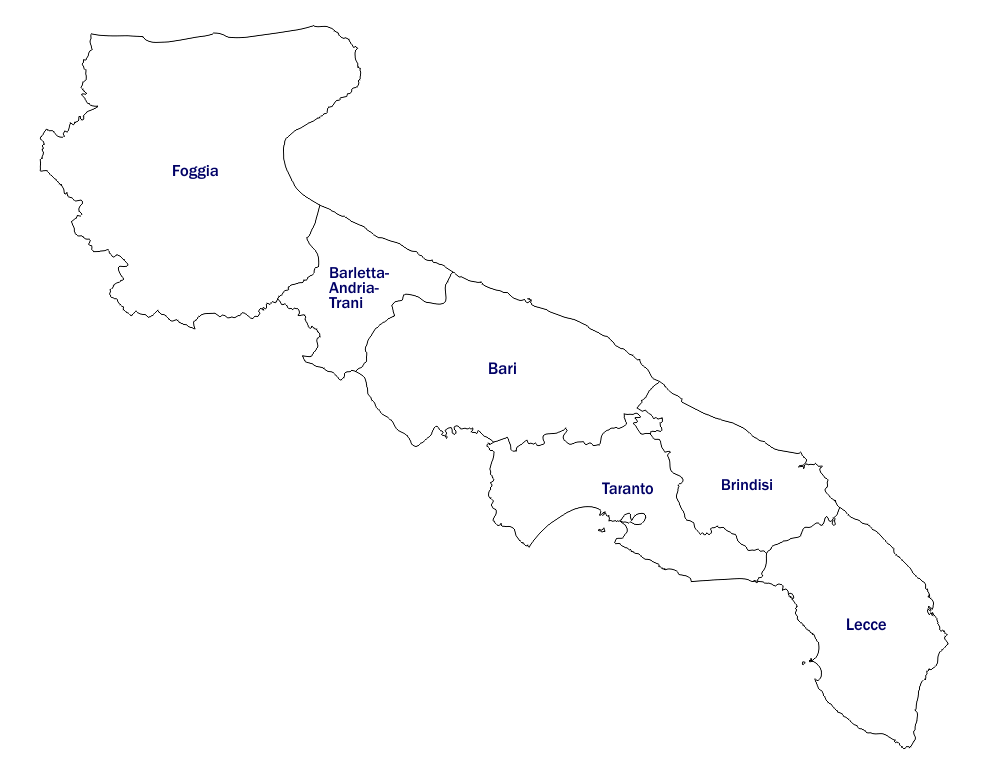 Foggia
Barletta-
Andria-
Trani
Bari
Taranto
Brindisi
Lecce